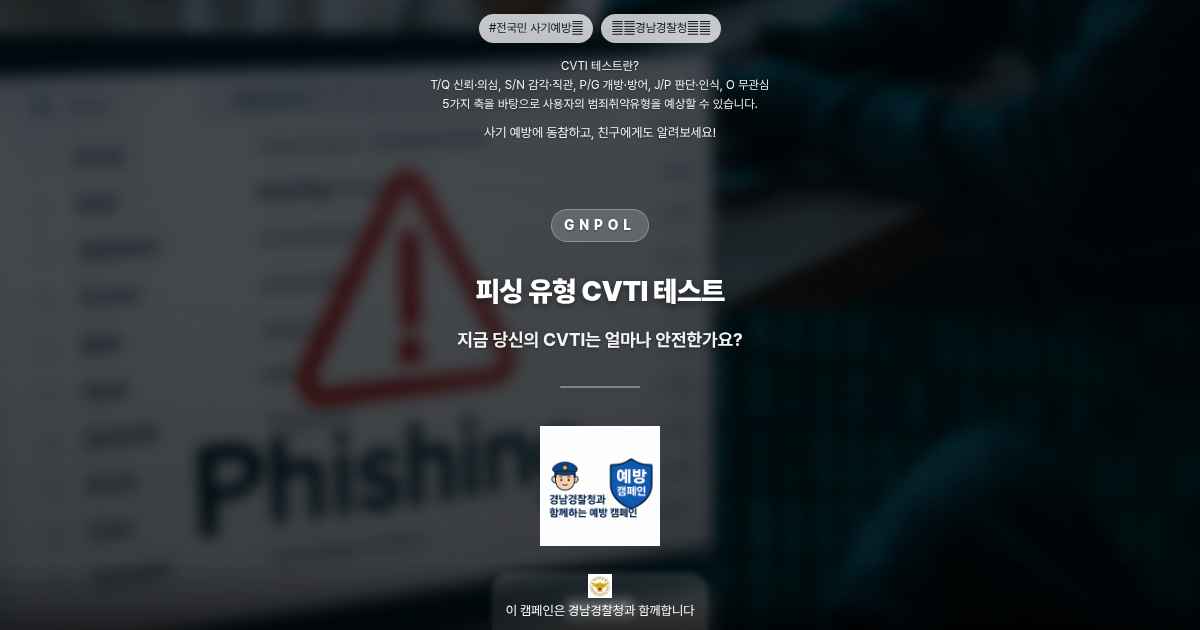 #전국민 사기예방
경남경찰청
CVTI 테스트란?
T/Q 신뢰·의심, S/N 감각·직관, P/G 개방·방어, J/P 판단·인식, O 무관심
5가지 축을 바탕으로 사용자의 범죄취약유형을 예상할 수 있습니다.
사기 예방에 동참하고, 친구에게도 알려보세요!
GNPOL
피싱 유형 CVTI 테스트
지금 당신의 CVTI는 얼마나 안전한가요?
Phishing
예방
캠페인
경남경찰청과
함께하는 예방 캠페인
이 캠페인은 경남경찰청과 함께합니다